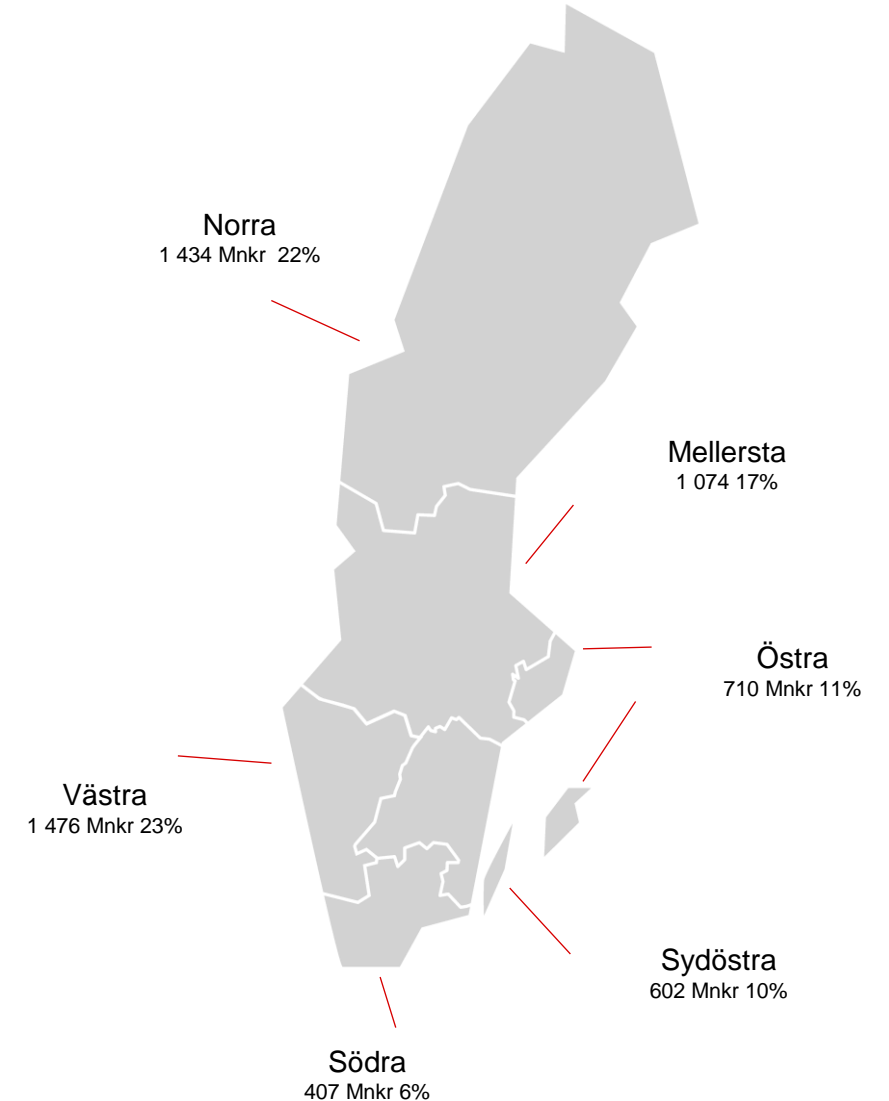 Norra
1 434 Mnkr  22%
Mellersta
1 074 17%
Östra
710 Mnkr 11%
Västra
1 476 Mnkr 23%
Sydöstra
602 Mnkr 10%
Södra
407 Mnkr 6%